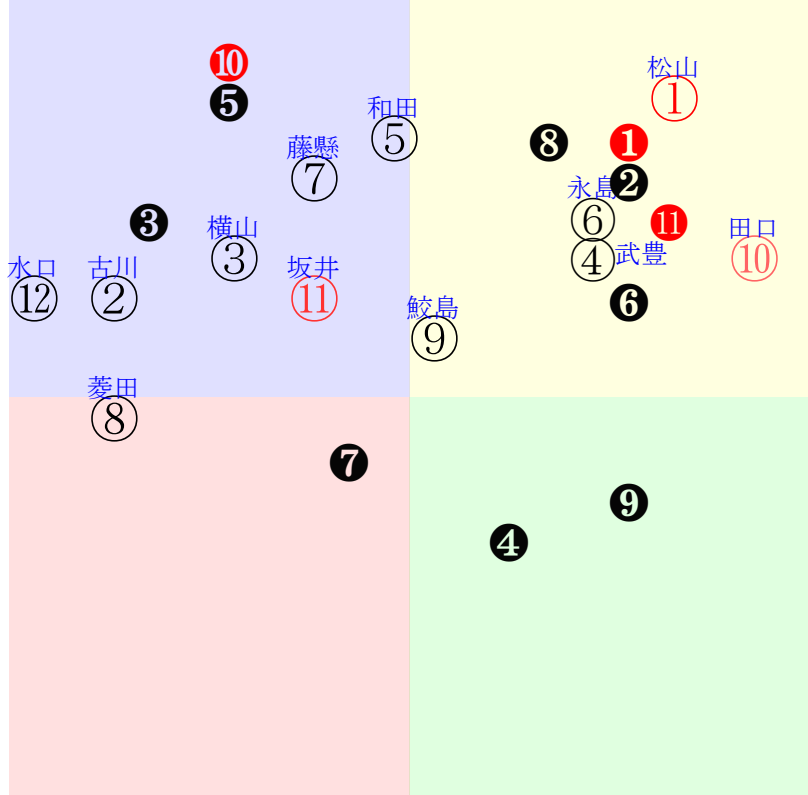 ❿
松山
①
❺
和田
⑤
❽
❶
藤懸
⑦
❷
永島
⑥
❸
横山
③
⓫
田口
⑩
武豊
④
水口
⑫
古川
②
坂井
⑪
鮫島
⑨
❻
菱田
⑧
❼
❾
❹